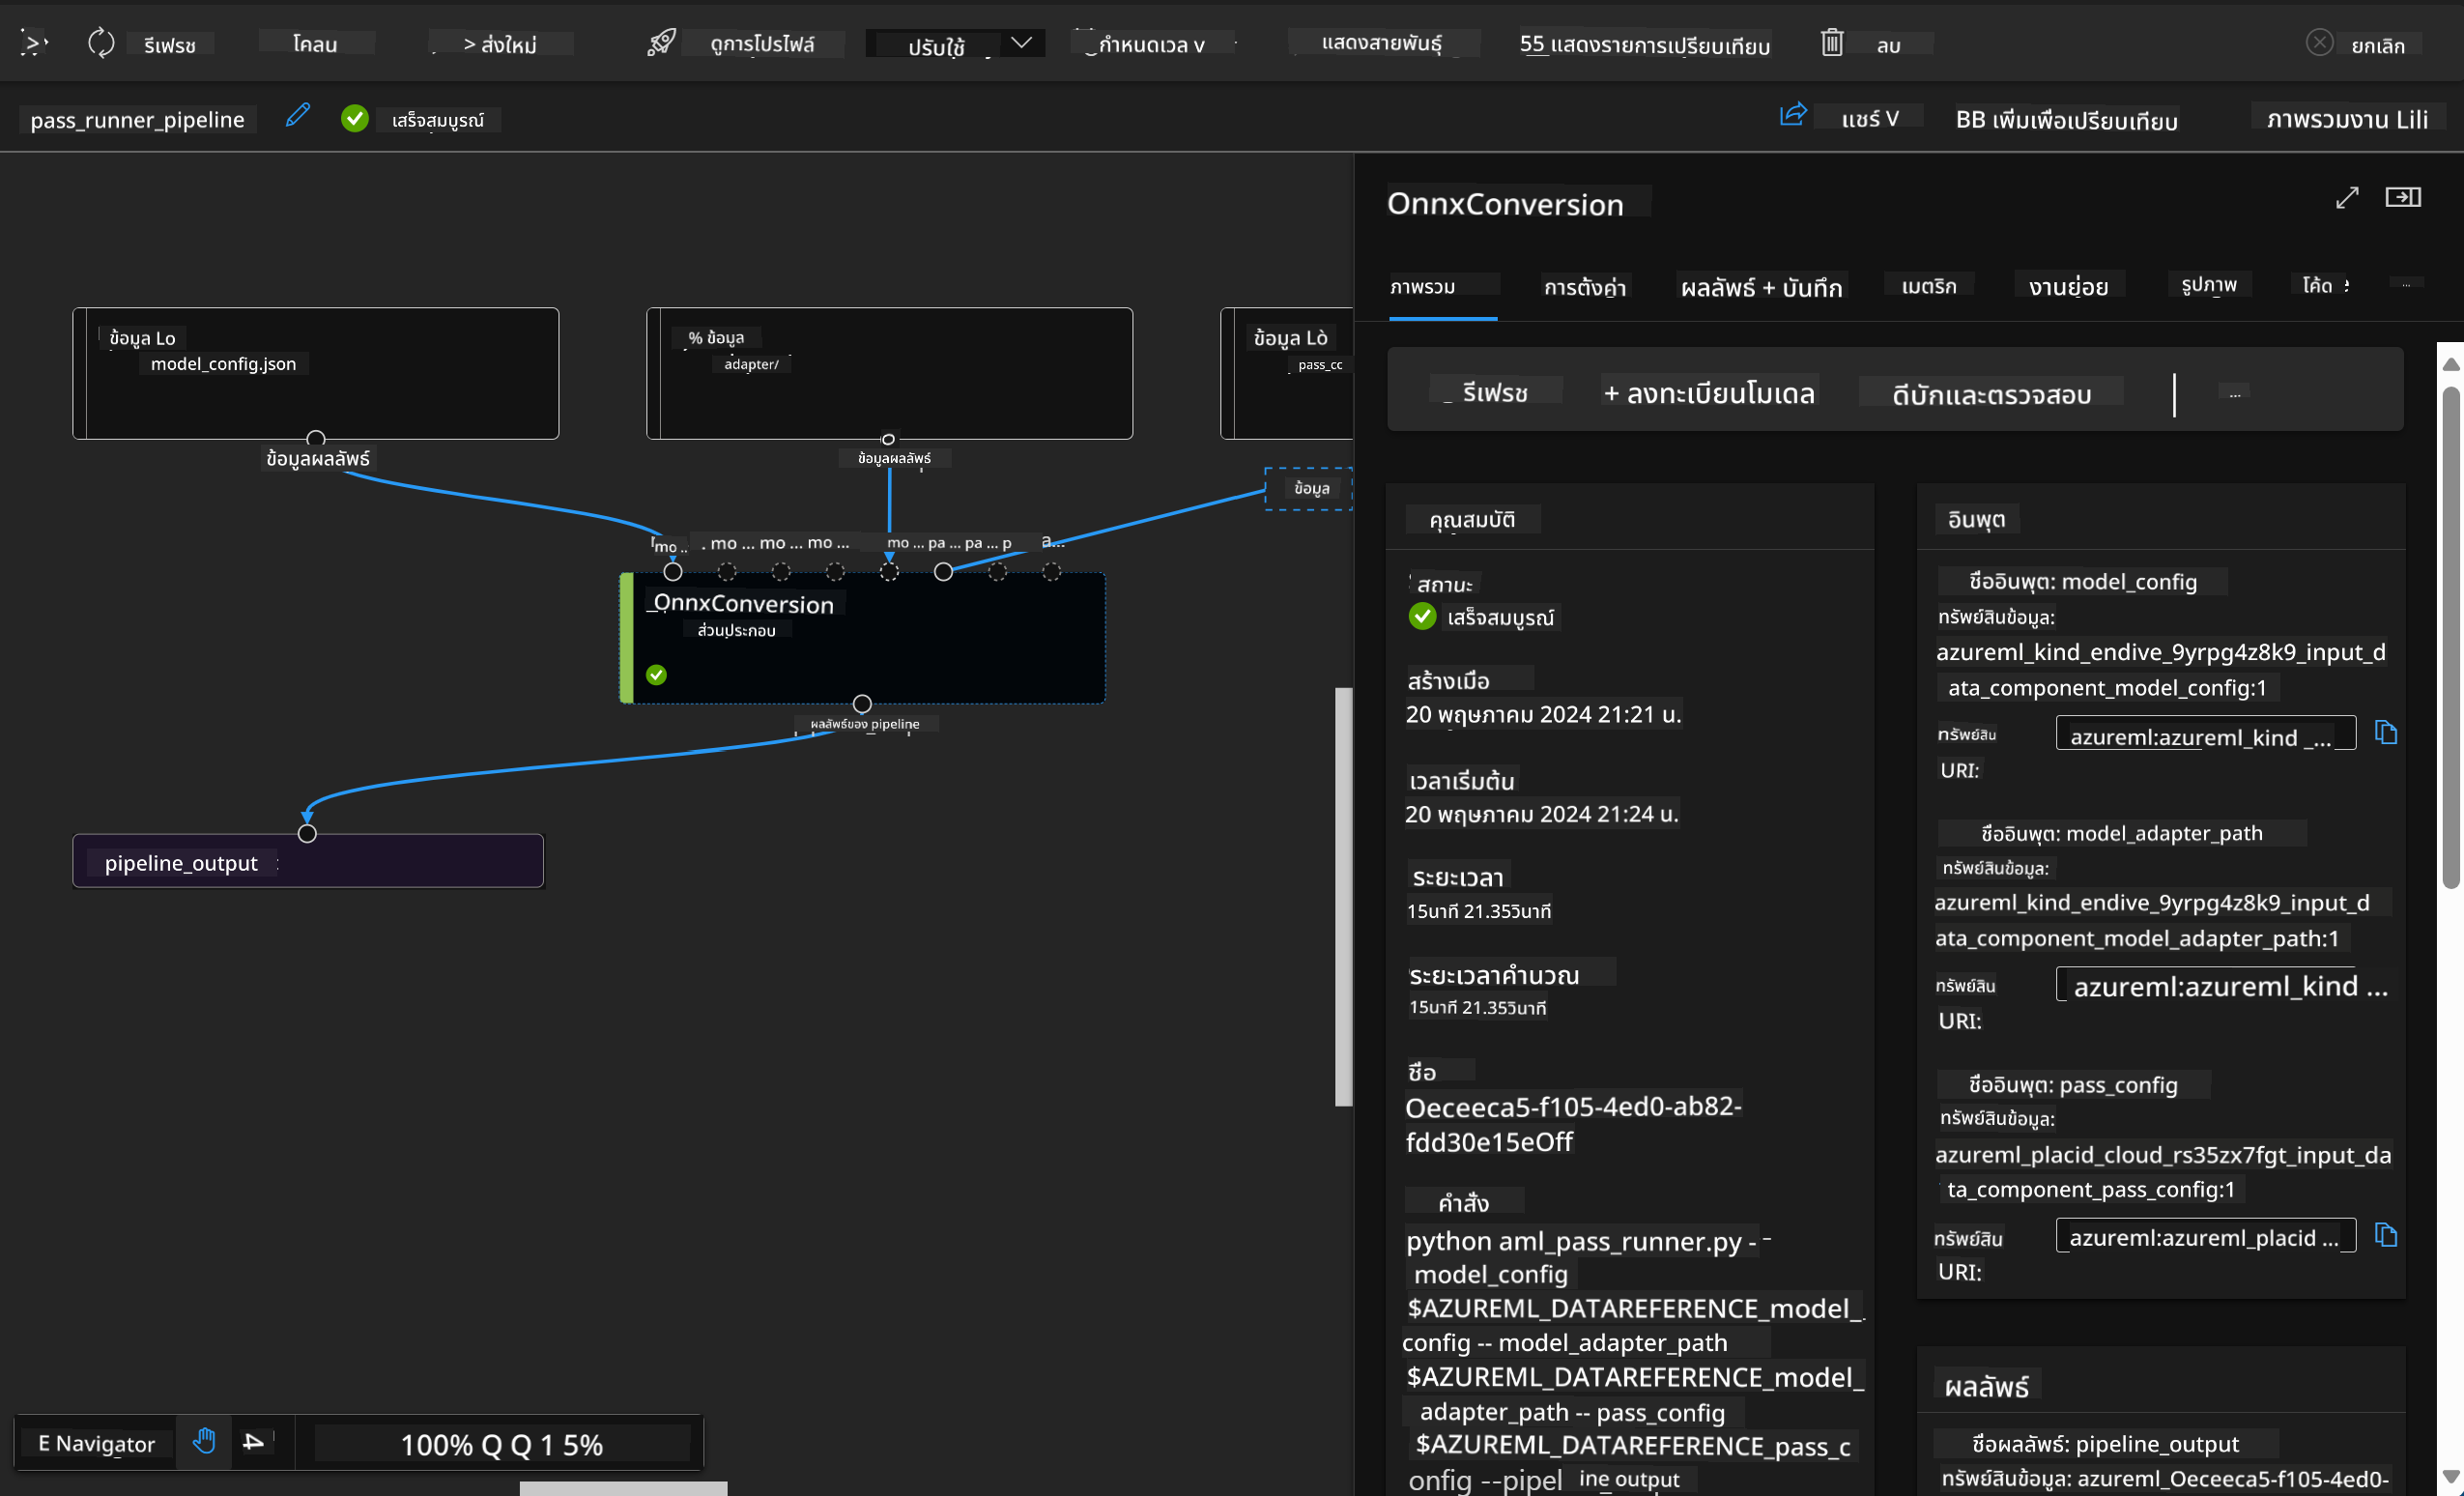 รีเฟรช
โคลน
> ส่งใหม่
ดูการโปรไฟล์
ปรับใช้
กำหนดเวล v
แสดงสายพันธุ์
55 แสดงรายการเปรียบเทียบ
ลบ
ยกเลิก
pass_runner_pipeline
เสร็จสมบูรณ์
แชร์ V
BB เพิ่มเพื่อเปรียบเทียบ
ภาพรวมงาน Lili
ข้อมูล Lo
model_config.json
ข้อมูลผลลัพธ์
% ข้อมูล
adapter/
ข้อมูลผลลัพธ์
ข้อมูล Lò
pass_cc
ข้อมูล
mo .. . mo ... mo ... mo ... mo ... pa ... pa ... p a...
OnnxConversion
ส่วนประกอบ
ผลลัพธ์ของ pipeline
pipeline_output
E Navigator
100% Q Q 1 5%
OnnxConversion
ภาพรวม
การตั้งค่า
ผลลัพธ์ + บันทึก
เมตริก
งานย่อย
รูปภาพ
โค้ด
...
รีเฟรช
+ ลงทะเบียนโมเดล
ดีบักและตรวจสอบ
...
คุณสมบัติ
สถานะ
เสร็จสมบูรณ์
สร้างเมื่อ
20 พฤษภาคม 2024 21:21 น.
เวลาเริ่มต้น
20 พฤษภาคม 2024 21:24 น.
ระยะเวลา
15นาที 21.35วินาที
ระยะเวลาคำนวณ
15นาที 21.35วินาที
ชื่อ
Oeceeca5-f105-4ed0-ab82-
fdd30e15eOff
คำสั่ง
python aml_pass_runner.py - -
model_config
$AZUREML_DATAREFERENCE_model_
config -- model_adapter_path
$AZUREML_DATAREFERENCE_model_
adapter_path -- pass_config
$AZUREML_DATAREFERENCE_pass_c
onfig --pipel ine output
อินพุต
ชื่ออินพุต: model_config
ทรัพย์สินข้อมูล:
azureml_kind_endive_9yrpg4z8k9_input_d
ata_component_model_config:1
ทรัพย์สิน azureml:azureml_kind _...
URI:
ชื่ออินพุต: model_adapter_path
ทรัพย์สินข้อมูล:
azureml_kind_endive_9yrpg4z8k9_input_d
ata_component_model_adapter_path:1
ทรัพย์สิน azureml:azureml_kind ...
URI:
ชื่ออินพุต: pass_config
ทรัพย์สินข้อมูล:
azureml_placid_cloud_rs35zx7fgt_input_da
ta_component_pass_config:1
ทรัพย์สิน azureml:azureml_placid ...
URI:
ผลลัพธ์
ชื่อผลลัพธ์: pipeline_output
ทรัพย์สินข้อมูล: azureml_Oeceeca5-f105-4ed0-